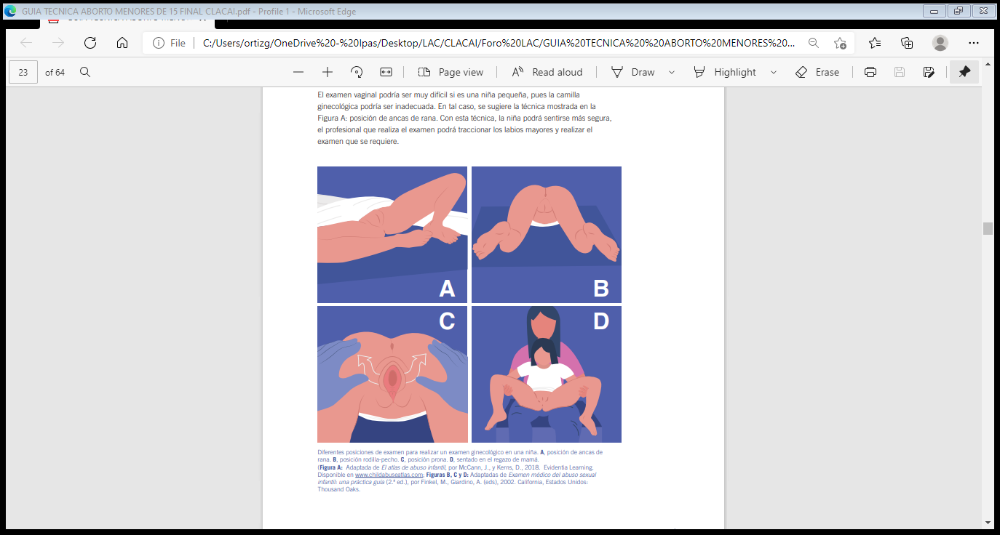 GUIA TECNICA ABORTO MENORES DE 15 FINAL CLACAI.pdf - Profile 1 - Microsoft Edge
File
C:/Users/ortizg/OneDrive%20-%20Ipas/Desktop/LAC/CLACAI/Foro%20LAC/GUIA%20TECNICA%20%20ABORTO%20MENORES%20...
23 of 64
Page view
Read aloud
Draw
Highlight
Erase
El examen vaginal podría ser muy difícil si es una niña pequeña, pues la camilla
ginecológica podría ser inadecuada. En tal caso, se sugiere la técnica mostrada en la
Figura A: posición de ancas de rana. Con esta técnica, la niña podrá sentirse más segura,
el profesional que realiza el examen podrá traccionar los labios mayores y realizar el
examen que se requiere.
A
B
C
D
Diferentes posiciones de examen para realizar un examen ginecológico en una niña. A, posición de ancas de
rana. B, posición rodilla-pecho. C, posición prona. D, sentado en el regazo de mamá.
(Figura A: Adaptada de El atlas de abuso infantil, por McCann, J., y Kerns, D., 2018. Evidentia Learning.
Disponible en www.childabuseatlas.com; Figuras B, C y D: Adaptadas de Examen médico del abuso sexual
infantil: una práctica guía (2.ª ed.), por Finkel, M., Giardino, A. (eds), 2002. California, Estados Unidos:
Thousand Oaks.